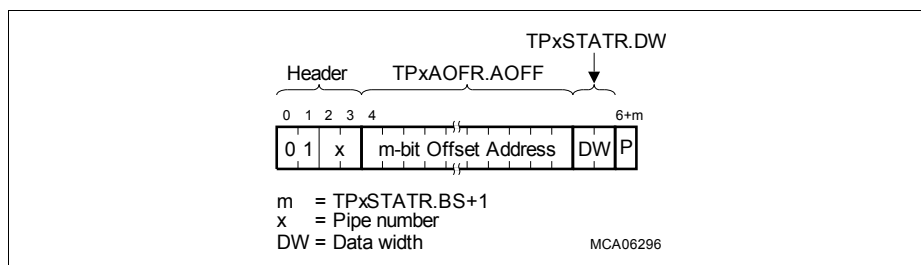 TPxSTATR.DW
Header TPxAOFR.AOFF
0 1 2 3 4 6+m
0 1 x m-bit Offset Address DW P
m = TPxSTATR.BS+1
x = Pipe number
DW = Data width
MCA06296